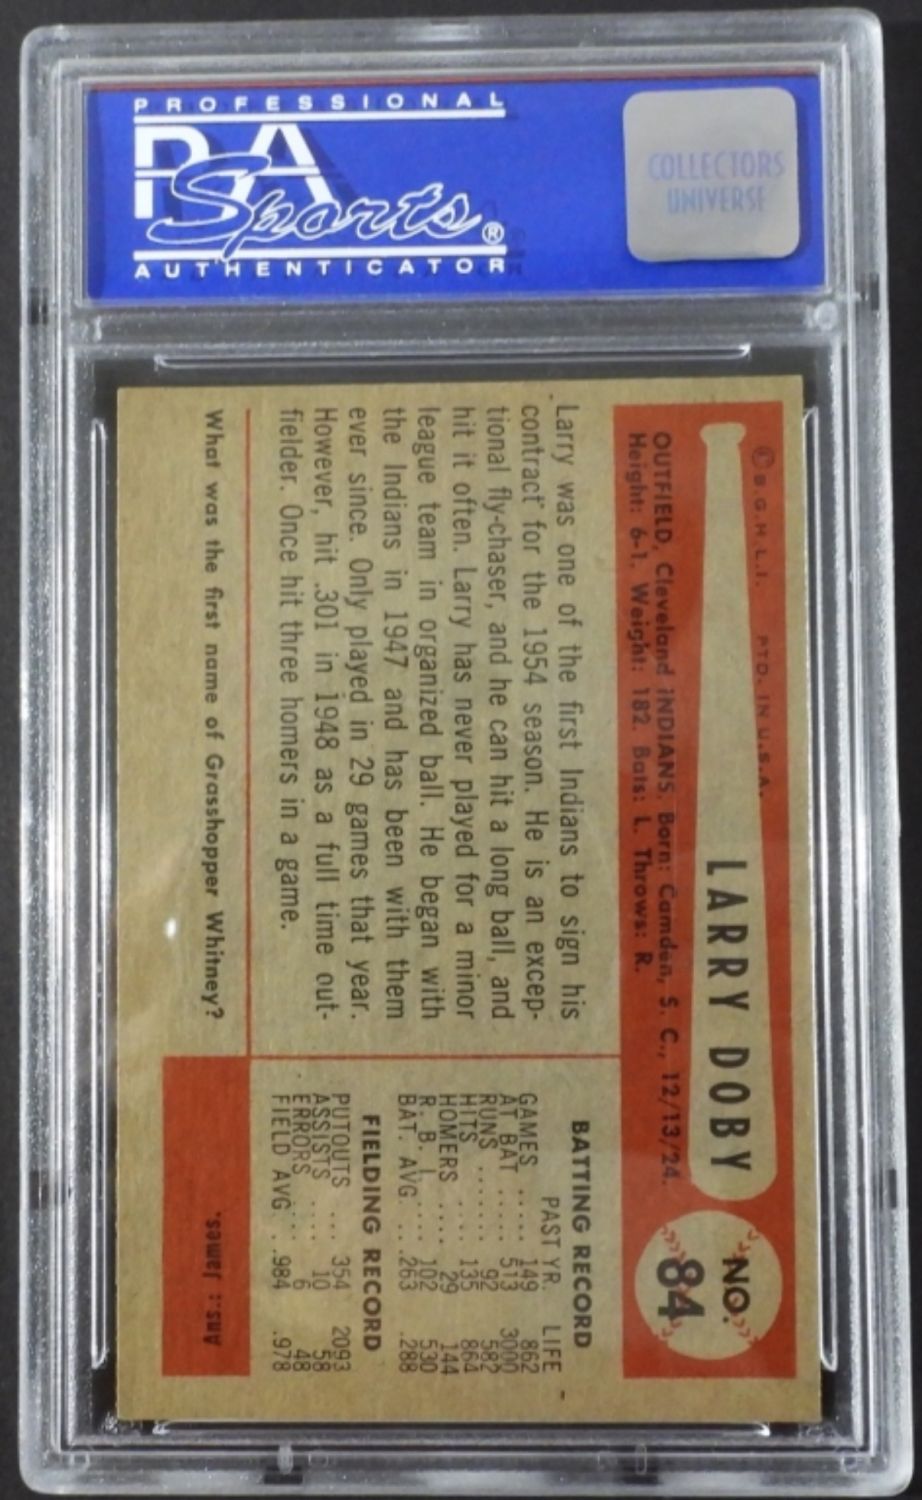 PROFESSIONAL
PSA
Sports®
AUTHENTICATOR
COLLECTORS
UNIVERSE
© B.G.H.L.I. PTD. IN U.S.A.
LARRY DOBY
NO.
84
OUTFIELD, Cleveland INDIANS. Born: Camden, S. C., 12/13/24.
Height: 6-1. Weight: 182. Bats: L. Throws: R.
Larry was one of the first Indians to sign his
contract for the 1954 season. He is an excep-
tional fly-chaser, and he can hit a long ball, and
hit it often. Larry has never played for a minor
league team in organized ball. He began with
the Indians in 1947 and has been with them
ever since. Only played in 29 games that year.
However, hit .301 in 1948 as a full time out-
fielder. Once hit three homers in a game.
BATTING RECORD
PAST YR. LIFE
GAMES ..... 149 862
AT BAT ..... 513 3000
RUNS ...... 92 582
HITS ...... 135 864
HOMERS .... 29 144
R. B. I. .... 102 530
BAT. AVG. .. .263 .288
FIELDING RECORD
PUTOUTS ... 354 2093
ASSISTS .... 10 58
ERRORS .... 6 48
FIELD AVG. . .984 .978
What was the first name of Grasshopper Whitney?
Ans.: James.